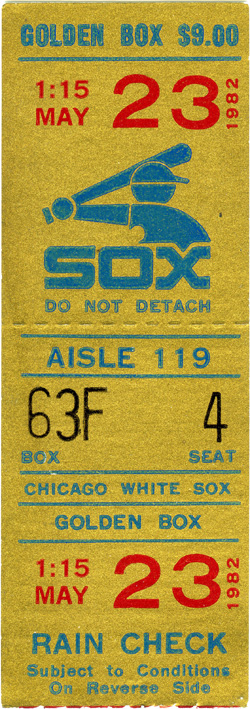 GOLDEN BOX $9.00
1:15 MAY 23 1982
SOX
DO NOT DETACH
AISLE 119
63F 4
BOX SEAT
CHICAGO WHITE SOX
GOLDEN BOX
1:15 MAY 23 1982
RAIN CHECK
Subject to Conditions
On Reverse Side